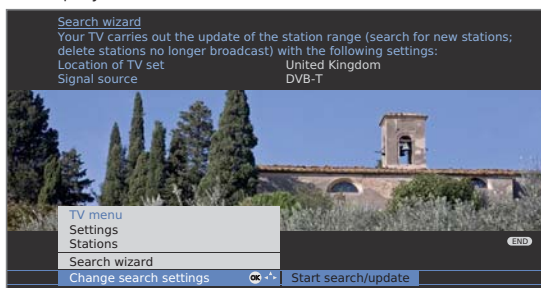 Search wizard
Your TV carries out the update of the station range (search for new stations;
delete stations no longer broadcast) with the following settings:
Location of TV set United Kingdom
Signal source DVB-T
TV menu
Settings
Stations
END
Search wizard
Change search settings OK Start search/update